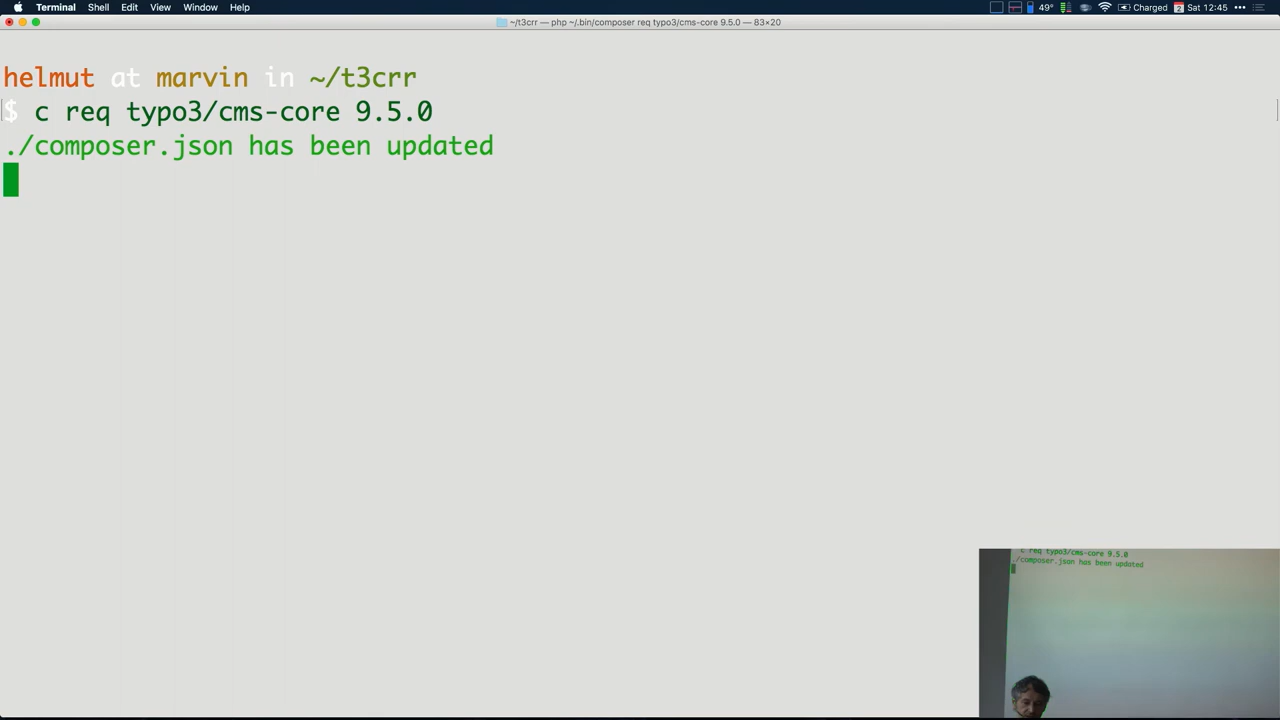 Terminal Shell Edit View Window Help 49° Charged 2 Sat 12:45
~/t3crr — php ~/.bin/composer req typo3/cms-core 9.5.0 — 83×20
helmut at marvin in ~/t3crr
$ c req typo3/cms-core 9.5.0
./composer.json has been updated
c req typo3/cms-core 9.5.0
./composer.json has been updated